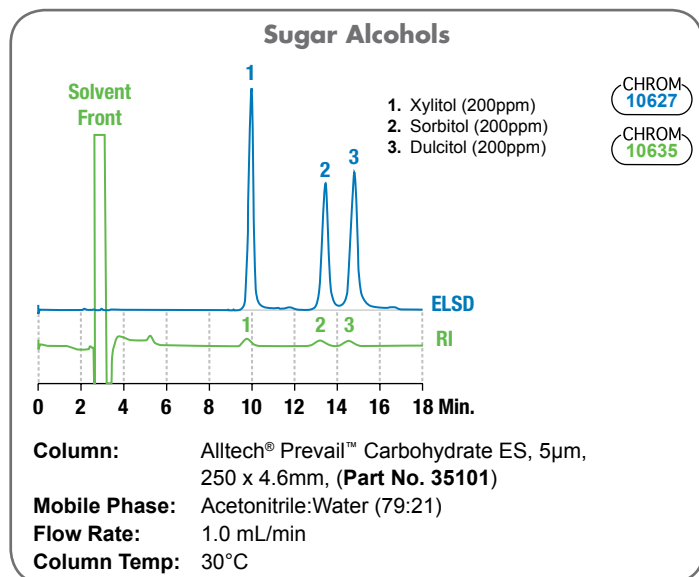 Sugar Alcohols
Solvent
Front
1
2
3
1. Xylitol (200ppm)
2. Sorbitol (200ppm)
3. Dulcitol (200ppm)
CHROM
10627
CHROM
10635
ELSD
1
2
3
RI
0 2 4 6 8 10 12 14 16 18 Min.
Column: Alltech® Prevail™ Carbohydrate ES, 5µm,
250 x 4.6mm, (Part No. 35101)
Mobile Phase: Acetonitrile:Water (79:21)
Flow Rate: 1.0 mL/min
Column Temp: 30°C